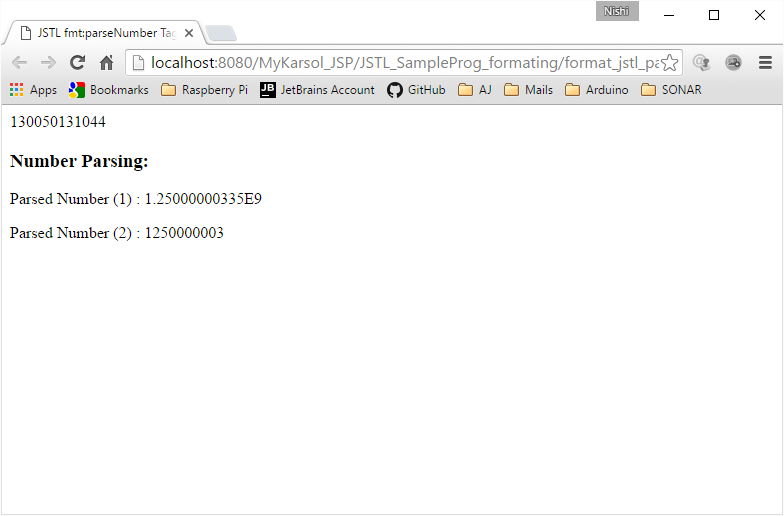 Nishi
JSTL fmt:parseNumber Tag
localhost:8080/MyKarsol_JSP/JSTL_SampleProg_formating/format_jstl_pa
Apps Bookmarks Raspberry Pi JB JetBrains Account GitHub AJ Mails Arduino SONAR
130050131044
Number Parsing:
Parsed Number (1) : 1.25000000335E9
Parsed Number (2) : 1250000003